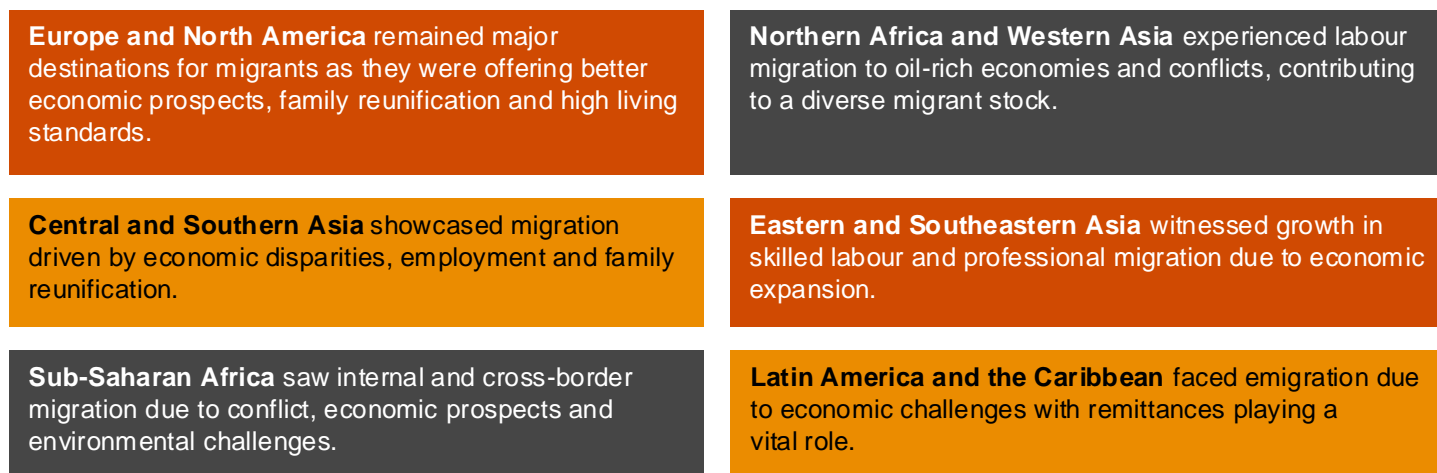 Europe and North America remained major
destinations for migrants as they were offering better
economic prospects, family reunification and high living
standards.
Northern Africa and Western Asia experienced labour
migration to oil-rich economies and conflicts, contributing
to a diverse migrant stock.
Central and Southern Asia showcased migration
driven by economic disparities, employment and family
reunification.
Eastern and Southeastern Asia witnessed growth in
skilled labour and professional migration due to economic
expansion.
Sub-Saharan Africa saw internal and cross-border
migration due to conflict, economic prospects and
environmental challenges.
Latin America and the Caribbean faced emigration due
to economic challenges with remittances playing a
vital role.